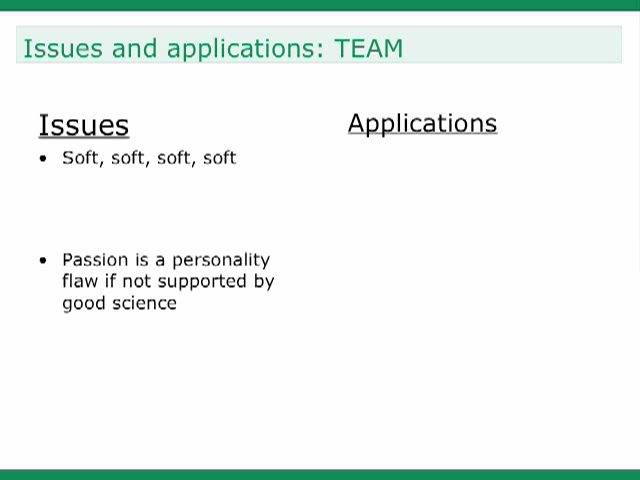 Issues and applications: TEAM
Issues
Applications
• Soft, soft, soft, soft
• Passion is a personality
flaw if not supported by
good science